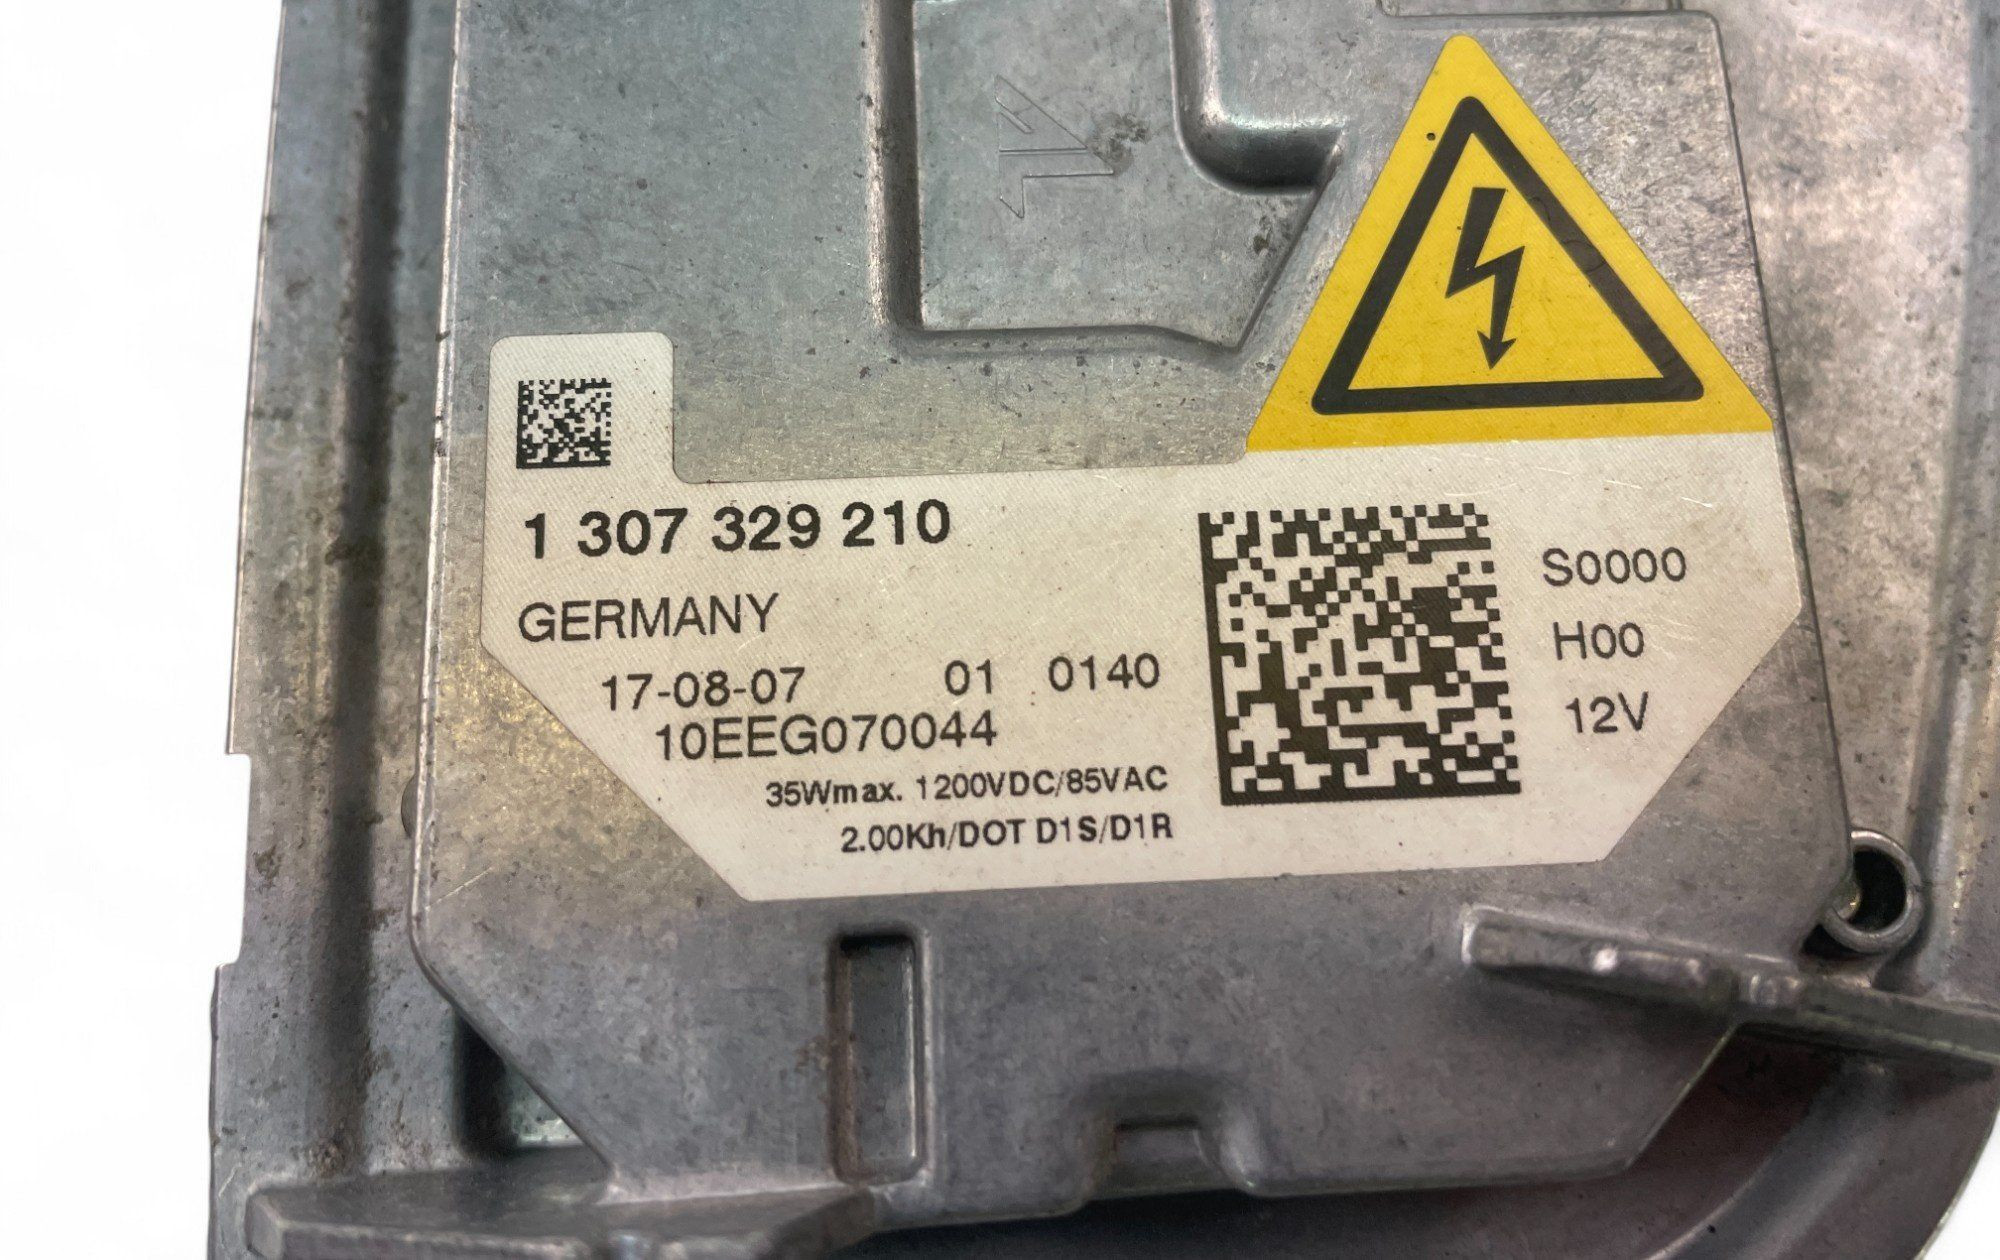 1 307 329 210
GERMANY
17-08-07 01 0140
10EEG070044
35Wmax. 1200VDC/85VAC
2.00Kh/DOT D1S/D1R
S0000
H00
12V